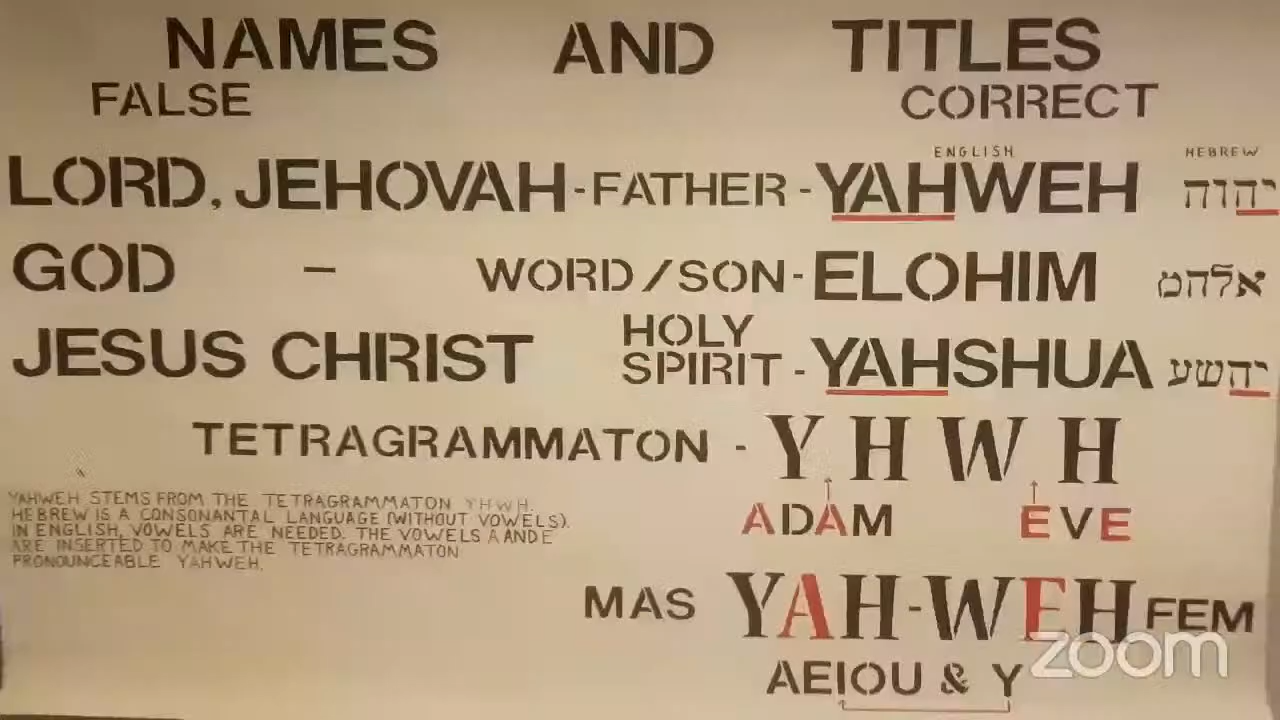 NAMES AND TITLES
FALSE CORRECT
ENGLISH HEBREW
LORD, JEHOVAH - FATHER - YAHWEH יהוה
GOD - WORD/SON - ELOHIM אלהמ
JESUS CHRIST HOLY SPIRIT - YAHSHUA יהשע
TETRAGRAMMATON - Y H W H
ADAM EVE
YAHWEH STEMS FROM THE TETRAGRAMMATON YHWH.
HEBREW IS A CONSONANTAL LANGUAGE (WITHOUT VOWELS).
IN ENGLISH, VOWELS ARE NEEDED. THE VOWELS A AND E
ARE INSERTED TO MAKE THE TETRAGRAMMATON
PRONOUNCEABLE YAHWEH.
MAS YAH-WEH FEM
AEIOU & Y
zoom